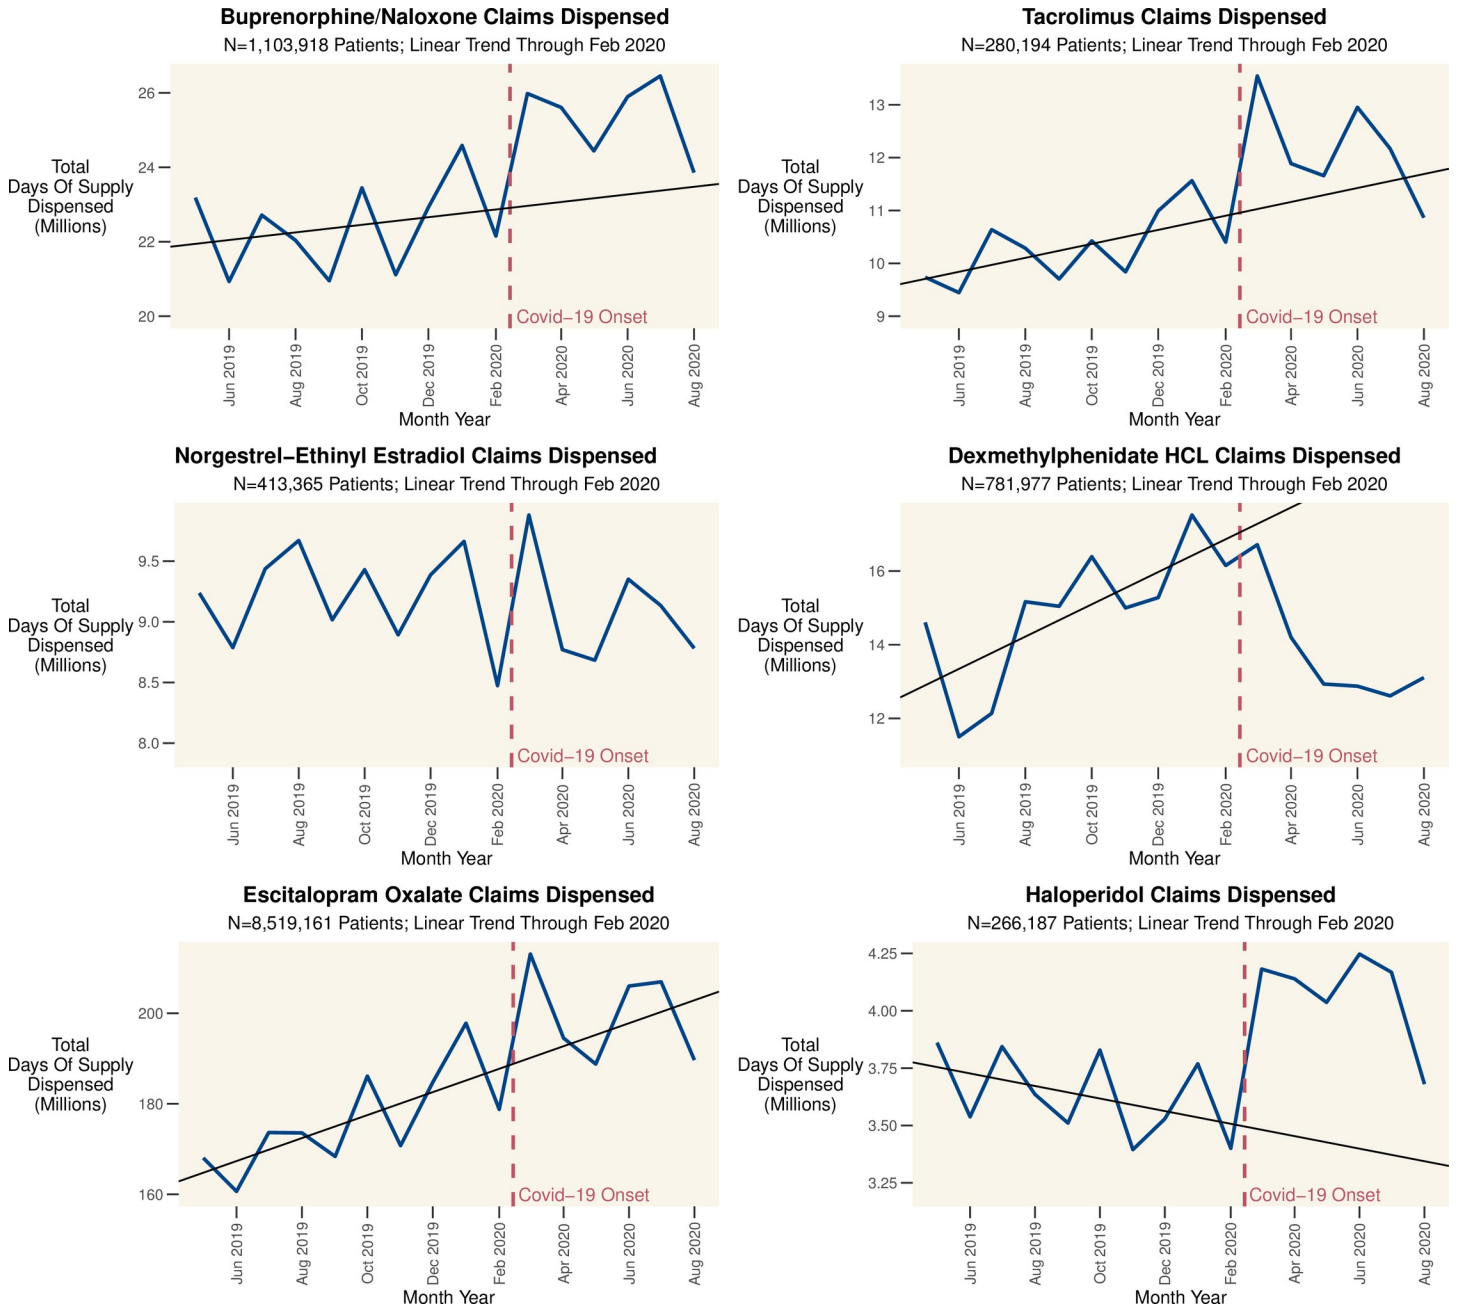 Buprenorphine/Naloxone Claims Dispensed
N=1,103,918 Patients; Linear Trend Through Feb 2020
26
24
22
20
Total
Days Of Supply
Dispensed
(Millions)
Covid−19 Onset
Jun 2019
Aug 2019
Oct 2019
Dec 2019
Feb 2020
Apr 2020
Jun 2020
Aug 2020
Month Year
Tacrolimus Claims Dispensed
N=280,194 Patients; Linear Trend Through Feb 2020
13
12
11
10
9
Total
Days Of Supply
Dispensed
(Millions)
Covid−19 Onset
Jun 2019
Aug 2019
Oct 2019
Dec 2019
Feb 2020
Apr 2020
Jun 2020
Aug 2020
Month Year
Norgestrel−Ethinyl Estradiol Claims Dispensed
N=413,365 Patients; Linear Trend Through Feb 2020
9.5
9.0
8.5
8.0
Total
Days Of Supply
Dispensed
(Millions)
Covid−19 Onset
Jun 2019
Aug 2019
Oct 2019
Dec 2019
Feb 2020
Apr 2020
Jun 2020
Aug 2020
Month Year
Dexmethylphenidate HCL Claims Dispensed
N=781,977 Patients; Linear Trend Through Feb 2020
16
14
12
Total
Days Of Supply
Dispensed
(Millions)
Covid−19 Onset
Jun 2019
Aug 2019
Oct 2019
Dec 2019
Feb 2020
Apr 2020
Jun 2020
Aug 2020
Month Year
Escitalopram Oxalate Claims Dispensed
N=8,519,161 Patients; Linear Trend Through Feb 2020
200
180
160
Total
Days Of Supply
Dispensed
(Millions)
Covid−19 Onset
Jun 2019
Aug 2019
Oct 2019
Dec 2019
Feb 2020
Apr 2020
Jun 2020
Aug 2020
Month Year
Haloperidol Claims Dispensed
N=266,187 Patients; Linear Trend Through Feb 2020
4.25
4.00
3.75
3.50
3.25
Total
Days Of Supply
Dispensed
(Millions)
Covid−19 Onset
Jun 2019
Aug 2019
Oct 2019
Dec 2019
Feb 2020
Apr 2020
Jun 2020
Aug 2020
Month Year